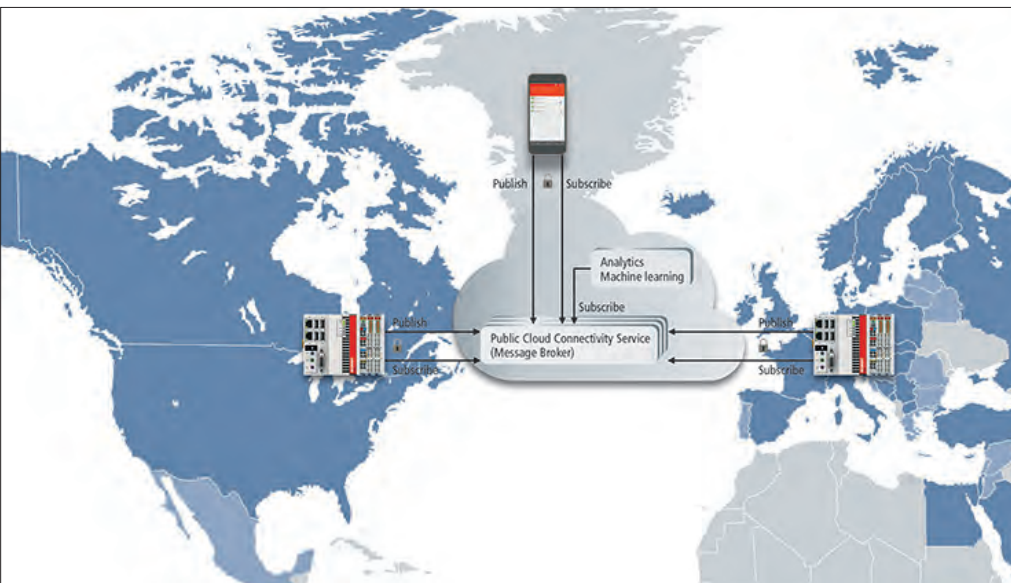 Publish
Subscribe
Analytics
Machine learning
Subscribe
Publish
Subscribe
Public Cloud Connectivity Service
(Message Broker)
Publish
Subscribe